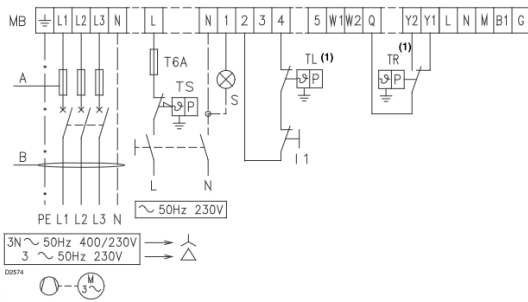 MB L1 L2 L3 N L N 1 2 3 4 5 W1 W2 Q Y2 Y1 L N M B1 G
T6A
TL (1)
TR (1)
ϑ P
ϑ P
A
TS
ϑ P
S
B
I 1
L N
PE L1 L2 L3 N
~ 50Hz 230V
3N ~ 50Hz 400/230V
3 ~ 50Hz 230V
D2574
M
3~